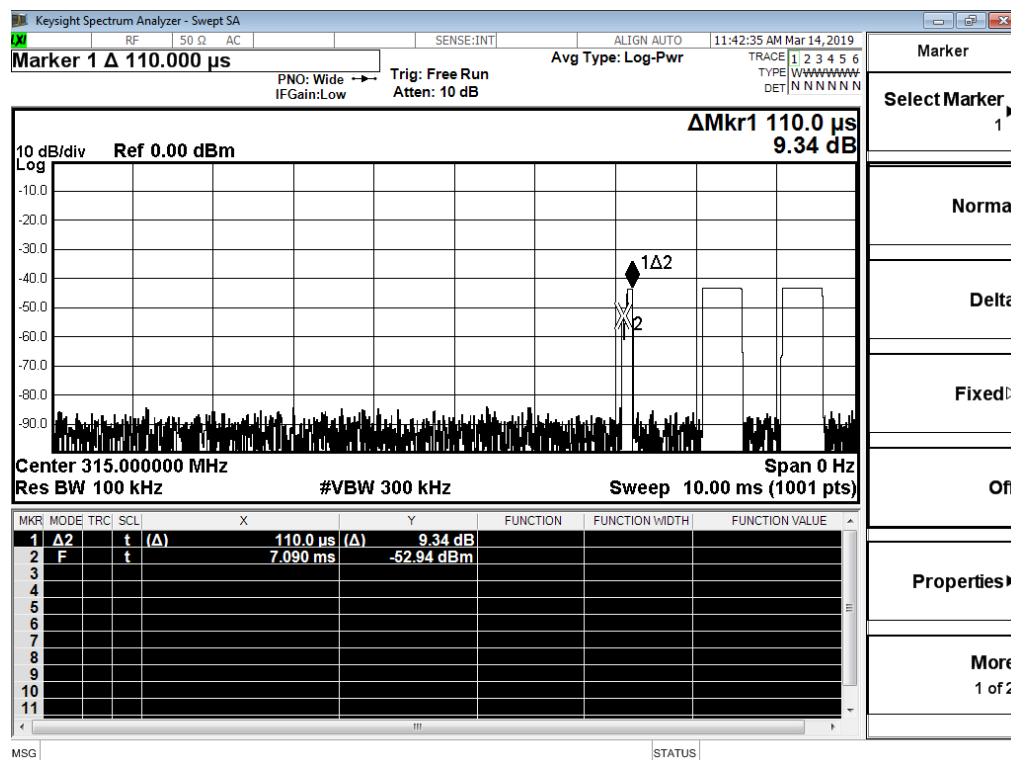 Keysight Spectrum Analyzer - Swept SA
LXI RF 50 Ω AC SENSE:INT ALIGN AUTO 11:42:35 AM Mar 14, 2019
Marker 1 Δ 110.000 µs
PNO: Wide
IFGain:Low
Trig: Free Run
Atten: 10 dB
Avg Type: Log-Pwr
TRACE 1 2 3 4 5 6
TYPE W W W W W W
DET N N N N N N
ΔMkr1 110.0 µs
9.34 dB
10 dB/div Ref 0.00 dBm
Log
-10.0
-20.0
-30.0
-40.0
-50.0
-60.0
-70.0
-80.0
-90.0
1Δ2
2
Center 315.000000 MHz Span 0 Hz
Res BW 100 kHz #VBW 300 kHz Sweep 10.00 ms (1001 pts)
MKR MODE TRC SCL X Y FUNCTION FUNCTION WIDTH FUNCTION VALUE
1 Δ2 t (Δ) 110.0 µs (Δ) 9.34 dB
2 F t 7.090 ms -52.94 dBm
3
4
5
6
7
8
9
10
11
MSG STATUS
Marker
Select Marker
1
Norma
Delta
Fixed
Off
Properties
More
1 of 2